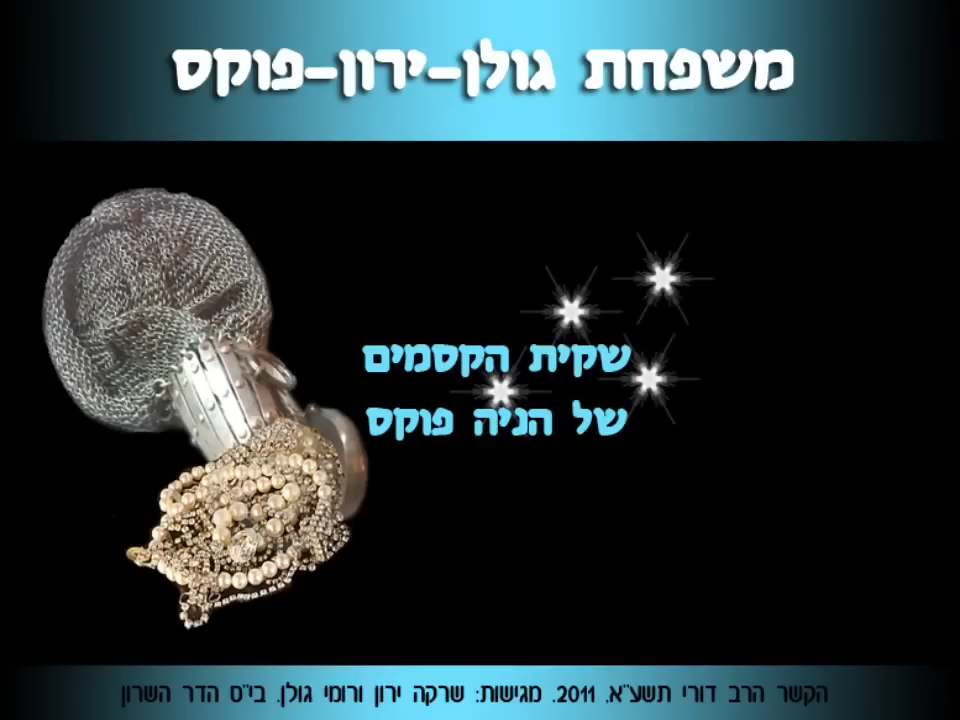 משפחת גולן-ירון-פוקס
שקית הקסמים
של הניה פוקס
הקשר הרב דורי תשע"א, 2011. מגישות: שרקה ירון ורומי גולן. בי"ס הדר השרון